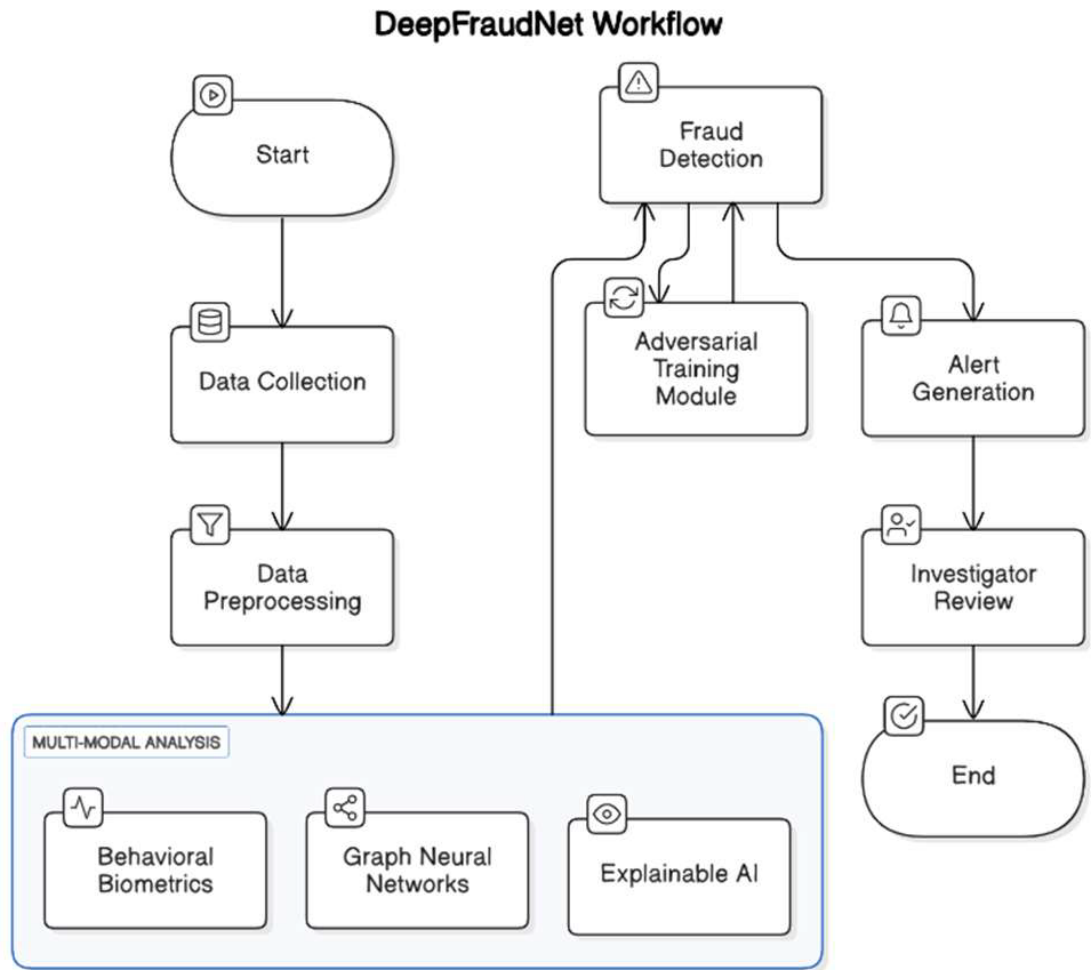 DeepFraudNet Workflow
Start
Data Collection
Data
Preprocessing
MULTI-MODAL ANALYSIS
Behavioral
Biometrics
Graph Neural
Networks
Explainable AI
Fraud
Detection
Adversarial
Training
Module
Alert
Generation
Investigator
Review
End